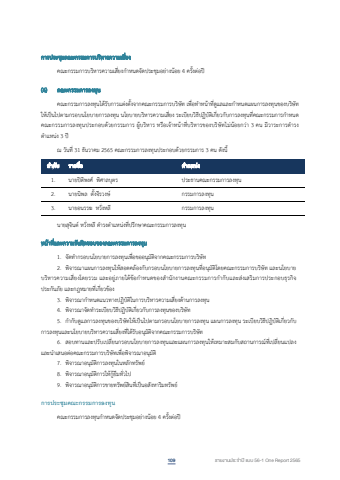 การประชุมคณะกรรมการบริหารความเสี่ยง
คณะกรรมการบริหารความเสี่ยงกำหนดจัดประชุมอย่างน้อย 4 ครั้งต่อปี
คณะกรรมการลงทุน
คณะกรรมการลงทุนได้รับการแต่งตั้งจากคณะกรรมการบริษัท เพื่อทำหน้าที่ดูแลและกำหนดแผนการลงทุนของบริษัท
ให้เป็นไปตามกรอบนโยบายการลงทุน นโยบายบริหารความเสี่ยง ระเบียบวิธีปฏิบัติเกี่ยวกับการลงทุนที่คณะกรรมการกำหนด
คณะกรรมการลงทุนประกอบด้วยกรรมการ ผู้บริหาร หรือเจ้าหน้าที่บริหารของบริษัทไม่น้อยกว่า 3 คน มีวาระการดำรง
ตำแหน่ง 3 ปี
ณ วันที่ 31 ธันวาคม 2565 คณะกรรมการลงทุนประกอบด้วยกรรมการ 3 คน ดังนี้
ลำดับ รายชื่อ ตำแหน่ง
1. นายปิติพงศ์ พิศาลบุตร ประธานคณะกรรมการลงทุน
2. นายนิพล ตั้งจีรวงษ์ กรรมการลงทุน
3. นายอนรรฆ หวั่งหลี กรรมการลงทุน
นายสุจินต์ หวั่งหลี ดำรงตำแหน่งที่ปรึกษาคณะกรรมการลงทุน
หน้าที่และความรับผิดชอบของคณะกรรมการลงทุน
1. จัดทำกรอบนโยบายการลงทุนเพื่อขออนุมัติจากคณะกรรมการบริษัท
2. พิจารณาแผนการลงทุนให้สอดคล้องกับกรอบนโยบายการลงทุนที่อนุมัติโดยคณะกรรมการบริษัท และนโยบาย
บริหารความเสี่ยงโดยรวม และอยู่ภายใต้ข้อกำหนดของสำนักงานคณะกรรมการกำกับและส่งเสริมการประกอบธุรกิจ
ประกันภัย และกฎหมายที่เกี่ยวข้อง
3. พิจารณากำหนดแนวทางปฏิบัติในการบริหารความเสี่ยงด้านการลงทุน
4. พิจารณาจัดทำระเบียบวิธีปฏิบัติเกี่ยวกับการลงทุนของบริษัท
5. กำกับดูแลการลงทุนของบริษัทให้เป็นไปตามกรอบนโยบายการลงทุน แผนการลงทุน ระเบียบวิธีปฏิบัติเกี่ยวกับ
การลงทุนและนโยบายบริหารความเสี่ยงที่ได้รับอนุมัติจากคณะกรรมการบริษัท
6. สอบทานและปรับเปลี่ยนกรอบนโยบายการลงทุนและแผนการลงทุนให้เหมาะสมกับสถานการณ์ที่เปลี่ยนแปลง
และนำเสนอต่อคณะกรรมการบริษัทเพื่อพิจารณาอนุมัติ
7. พิจารณาอนุมัติการลงทุนในหลักทรัพย์
8. พิจารณาอนุมัติการให้กู้ยืมทั่วไป
9. พิจารณาอนุมัติการขายทรัพย์สินที่เป็นอสังหาริมทรัพย์
การประชุมคณะกรรมการลงทุน
คณะกรรมการลงทุนกำหนดจัดประชุมอย่างน้อย 4 ครั้งต่อปี
109 รายงานประจำปี แบบ 56-1 One Report 2565